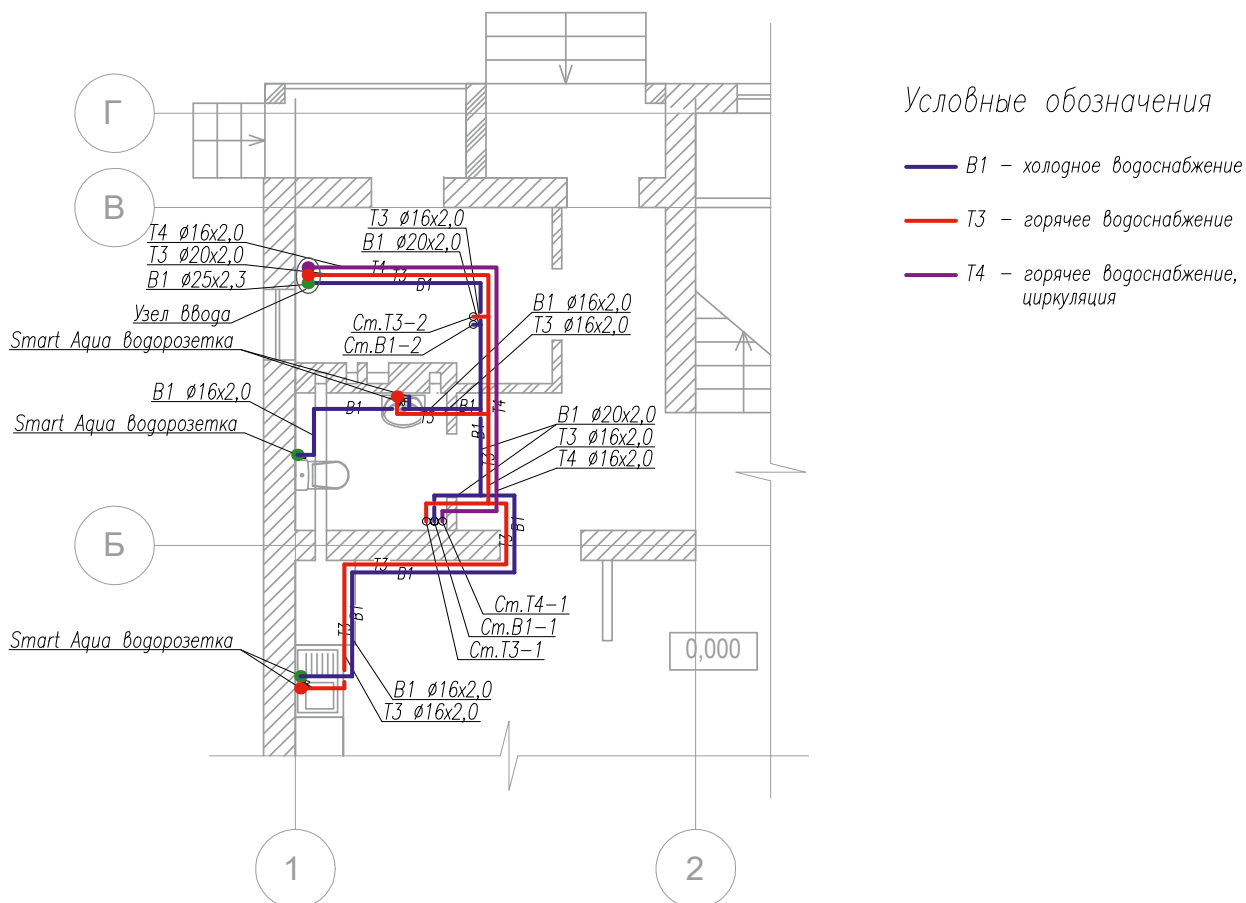 Г
В
Б
1
2
Условные обозначения
В1 – холодное водоснабжение
Т3 – горячее водоснабжение
Т4 – горячее водоснабжение,
циркуляция
Т3 ø16х2,0
В1 ø20х2,0
Т4 ø16х2,0
Т3 ø20х2,0
В1 ø25х2,3
Узел ввода
Т4
Т3
В1
Ст.Т3-2
Ст.В1-2
В1 ø16х2,0
Т3 ø16х2,0
Smart Aqua водорозетка
В1 ø16х2,0
Smart Aqua водорозетка
В1
В1
Т3
Т4
В1
Т3
В1 ø20х2,0
Т3 ø16х2,0
Т4 ø16х2,0
В1
Т3
Т3
В1
Ст.Т4-1
Ст.В1-1
Ст.Т3-1
В1
Т3
Smart Aqua водорозетка
0,000
В1 ø16х2,0
Т3 ø16х2,0